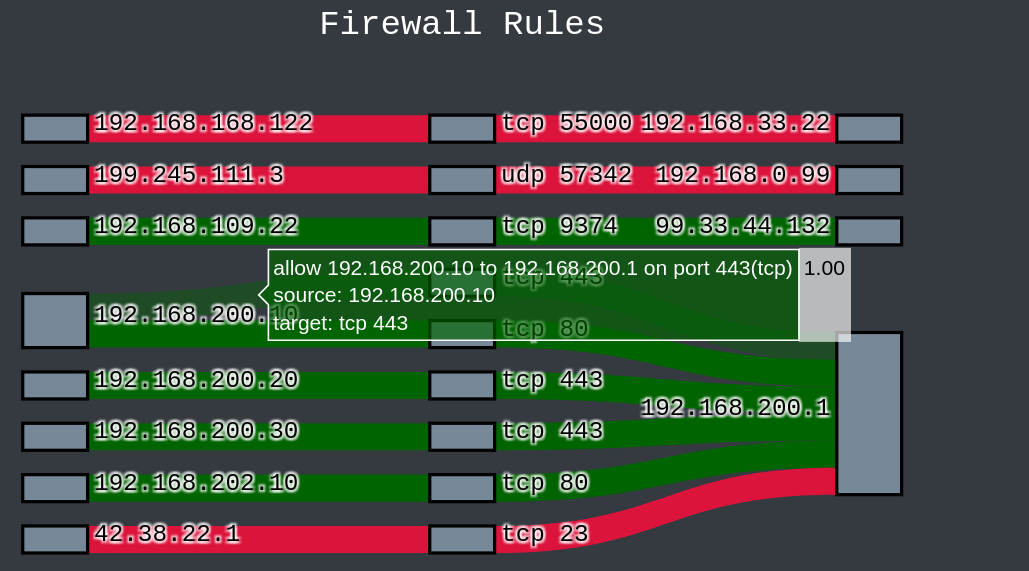 Firewall Rules
192.168.168.122 tcp 55000 192.168.33.22
199.245.111.3 udp 57342 192.168.0.99
192.168.109.22 tcp 9374 99.33.44.132
allow 192.168.200.10 to 192.168.200.1 on port 443(tcp) 1.00
source: 192.168.200.10
target: tcp 443
tcp 443
192.168.200.10 tcp 80
192.168.200.20 tcp 443
192.168.200.1
192.168.200.30 tcp 443
192.168.202.10 tcp 80
42.38.22.1 tcp 23